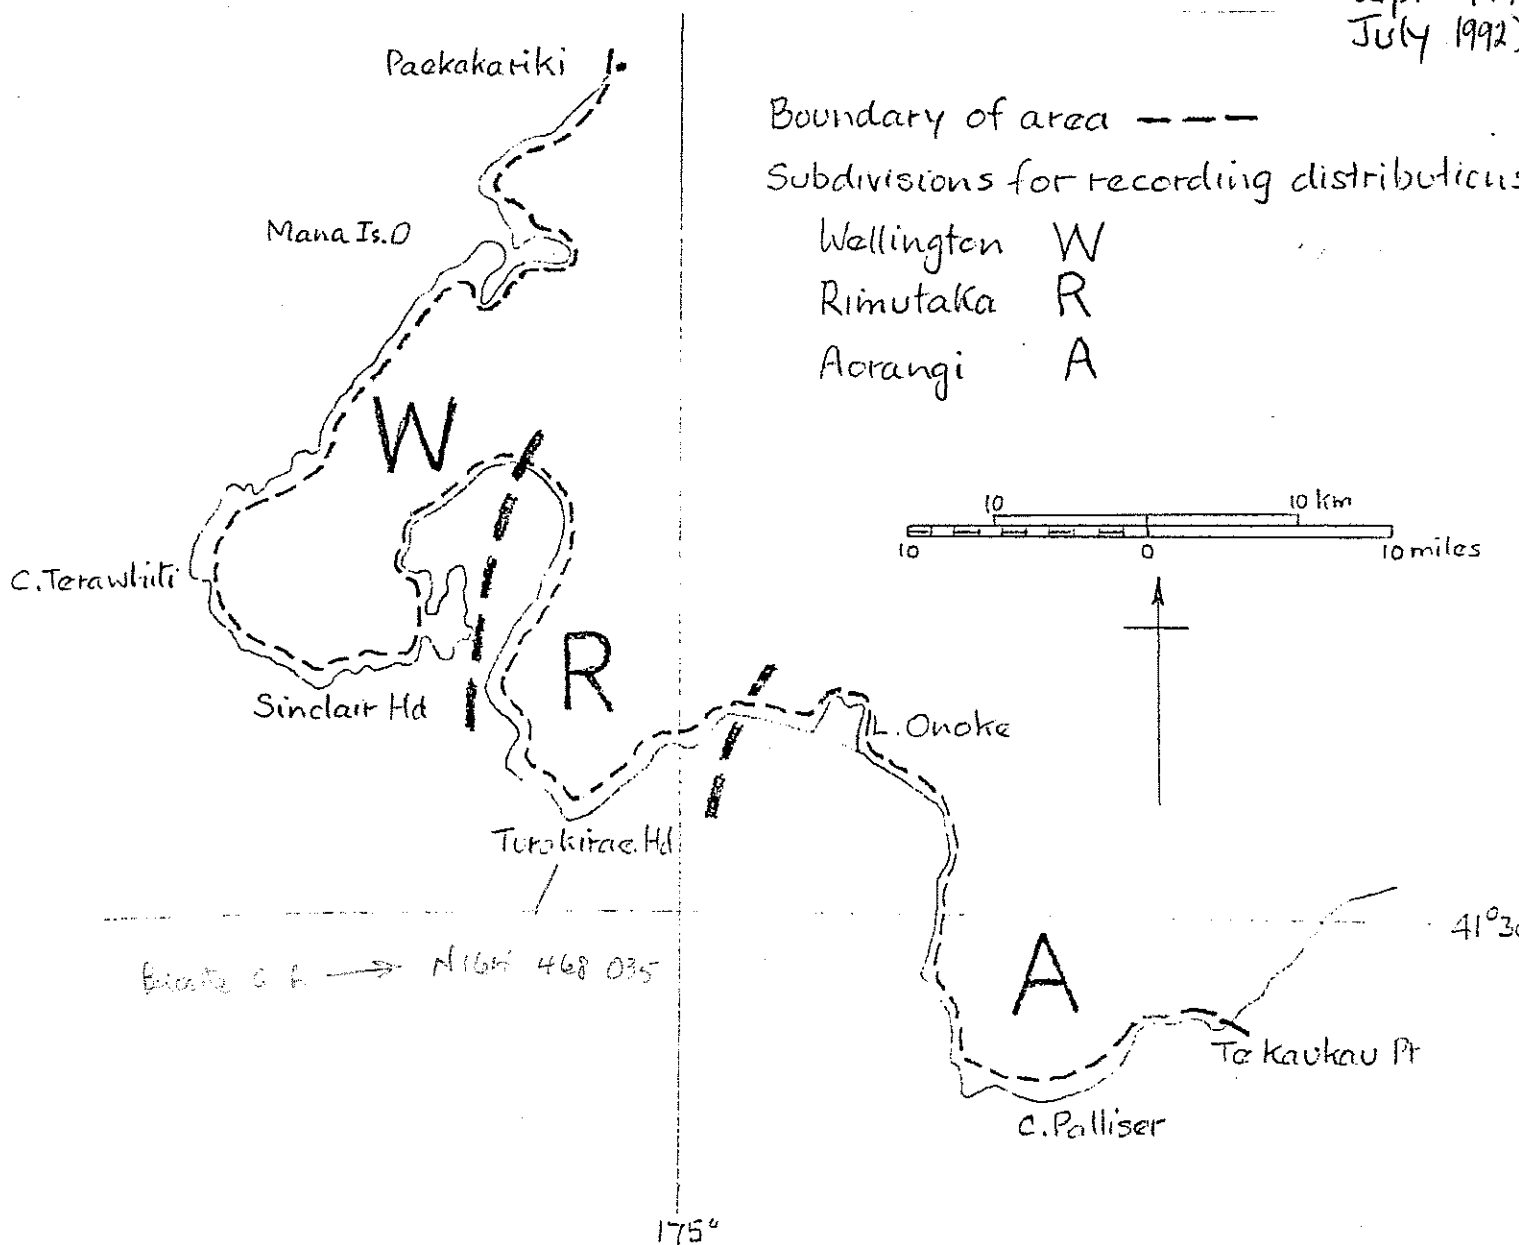 July 1992)
Paekakariki
Boundary of area
Subdivisions for recording distributions
Mana Is.
Wellington W
Rimutaka R
Aorangi A
W
10 10 km
10 0 10 miles
C. Terawhiti
R
Sinclair Hd
L. Onoke
Turakirae Hd
41°30
N165 468 035
A
Te Kaukau Pt
C. Palliser
175°